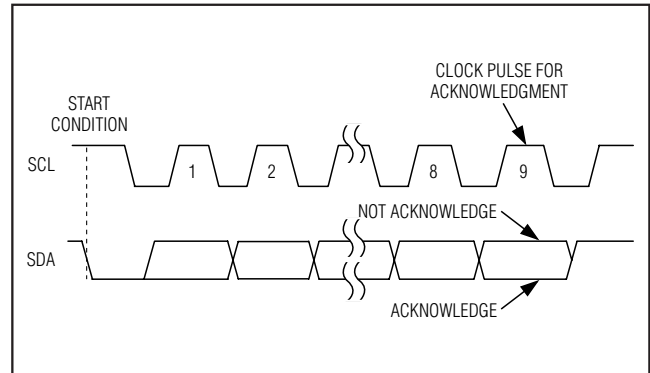 CLOCK PULSE FOR
ACKNOWLEDGMENT
START
CONDITION
SCL
1
2
8
9
NOT ACKNOWLEDGE
SDA
ACKNOWLEDGE